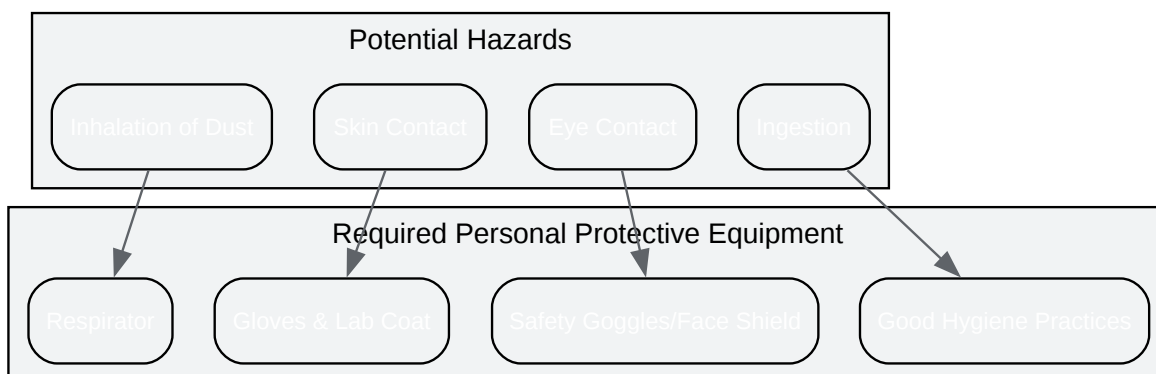 Potential Hazards
Inhalation of Dust
Skin Contact
Eye Contact
Ingestion
Required Personal Protective Equipment
Respirator
Gloves & Lab Coat
Safety Goggles/Face Shield
Good Hygiene Practices